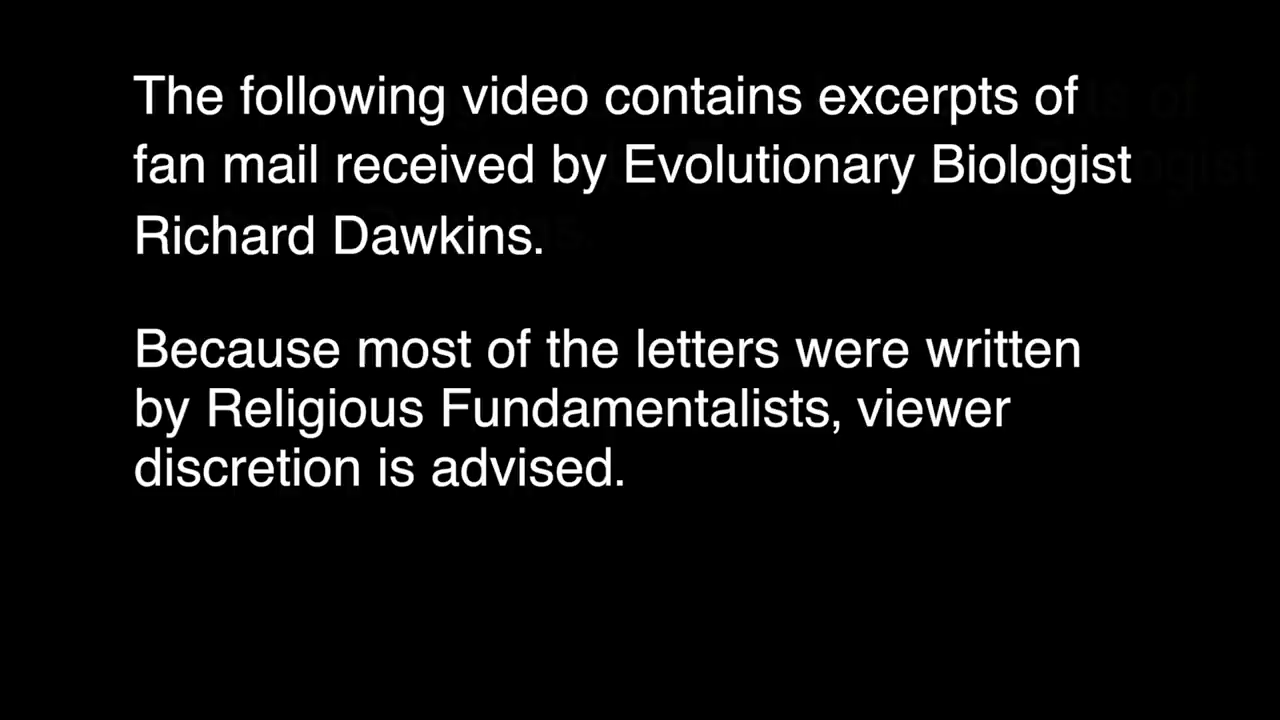 The following video contains excerpts of
fan mail received by Evolutionary Biologist
Richard Dawkins.
Because most of the letters were written
by Religious Fundamentalists, viewer
discretion is advised.